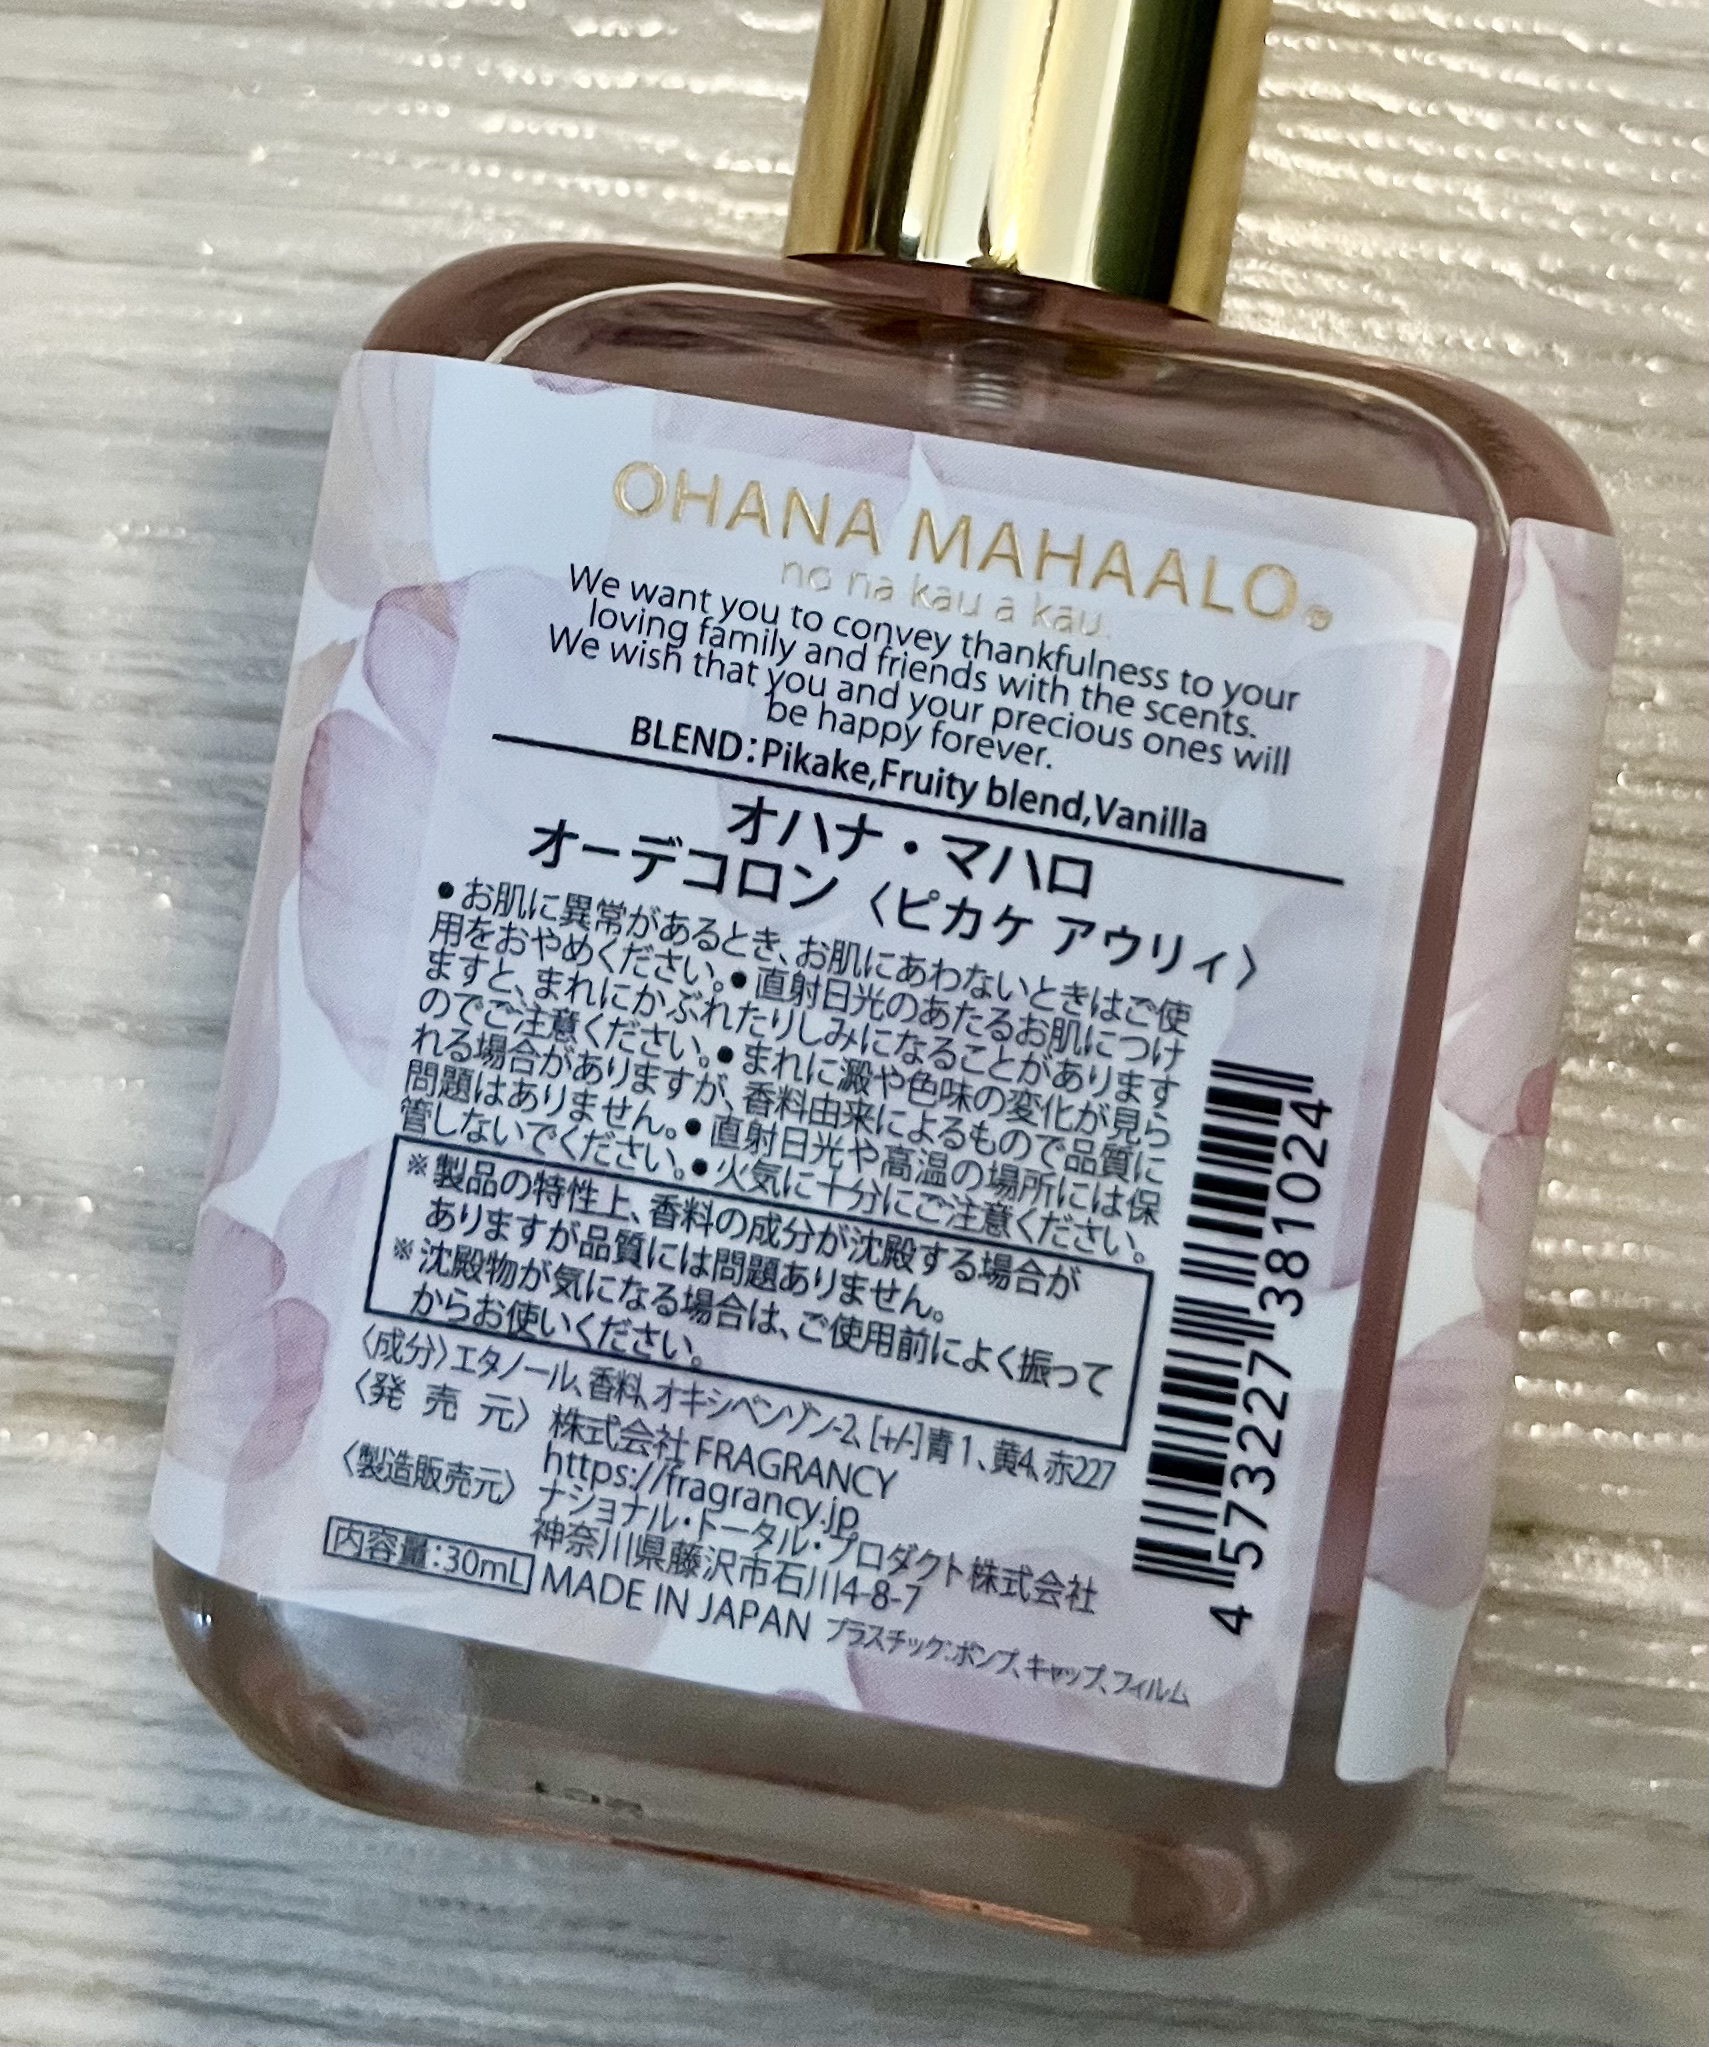 OHANA MAHAALO®
no na kau a kau.
We want you to convey thankfulness to your
loving family and friends with the scents.
We wish that you and your precious ones will
be happy forever.
BLEND：Pikake,Fruity blend,Vanilla
オハナ・マハロ
オーデコロン〈ピカケ アウリィ〉
●お肌に異常があるとき、お肌にあわないときはご使
用をおやめください。●直射日光のあたるお肌につけ
ますと、まれにかぶれたりしみになることがあります
のでご注意ください。●まれに澱や色味の変化が見ら
れる場合がありますが、香料由来によるもので品質に
問題はありません。●直射日光や高温の場所には保
管しないでください。●火気に十分にご注意ください。
※製品の特性上、香料の成分が沈殿する場合が
ありますが品質には問題ありません。
※沈殿物が気になる場合は、ご使用前によく振って
からお使いください。
〈成分〉エタノール、香料、オキシベンゾン-2、[+/-]青1、黄4、赤227
〈発売元〉株式会社 FRAGRANCY
https://fragrancy.jp
〈製造販売元〉ナショナル・トータル・プロダクト株式会社
神奈川県藤沢市石川4-8-7
内容量：30mL MADE IN JAPAN プラスチック：ポンプ、キャップ、フィルム
4573227381024